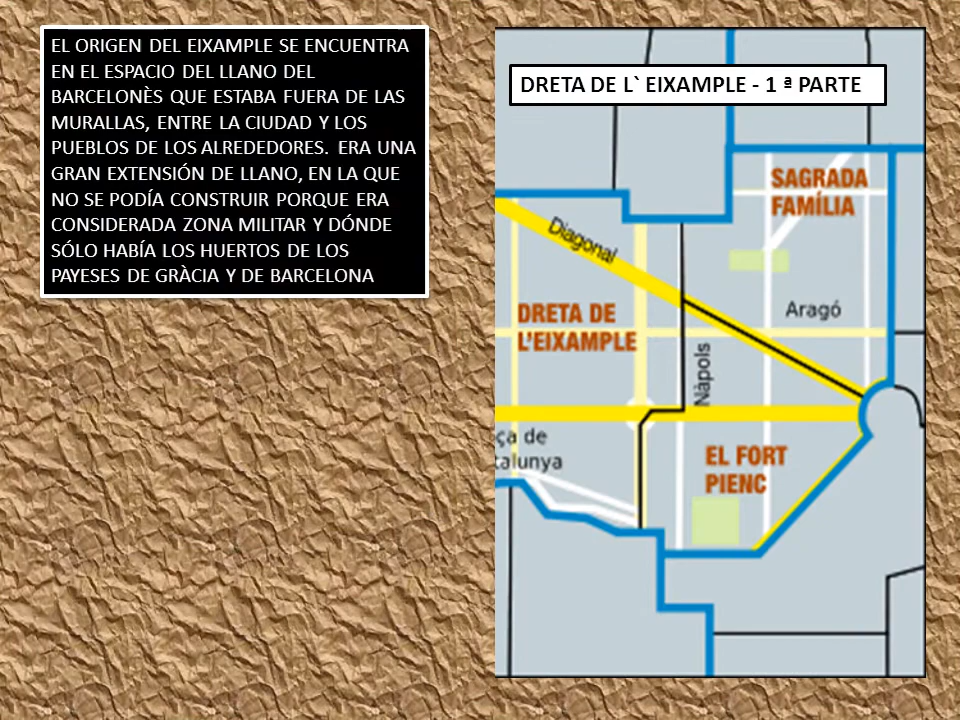 EL ORIGEN DEL EIXAMPLE SE ENCUENTRA
EN EL ESPACIO DEL LLANO DEL
BARCELONÈS QUE ESTABA FUERA DE LAS
MURALLAS, ENTRE LA CIUDAD Y LOS
PUEBLOS DE LOS ALREDEDORES. ERA UNA
GRAN EXTENSIÓN DE LLANO, EN LA QUE
NO SE PODÍA CONSTRUIR PORQUE ERA
CONSIDERADA ZONA MILITAR Y DÓNDE
SÓLO HABÍA LOS HUERTOS DE LOS
PAYESES DE GRÀCIA Y DE BARCELONA
DRETA DE L` EIXAMPLE - 1 ª PARTE
SAGRADA
FAMÍLIA
Diagonal
DRETA DE
L'EIXAMPLE
Aragó
Nàpols
ça de
talunya
EL FORT
PIENC